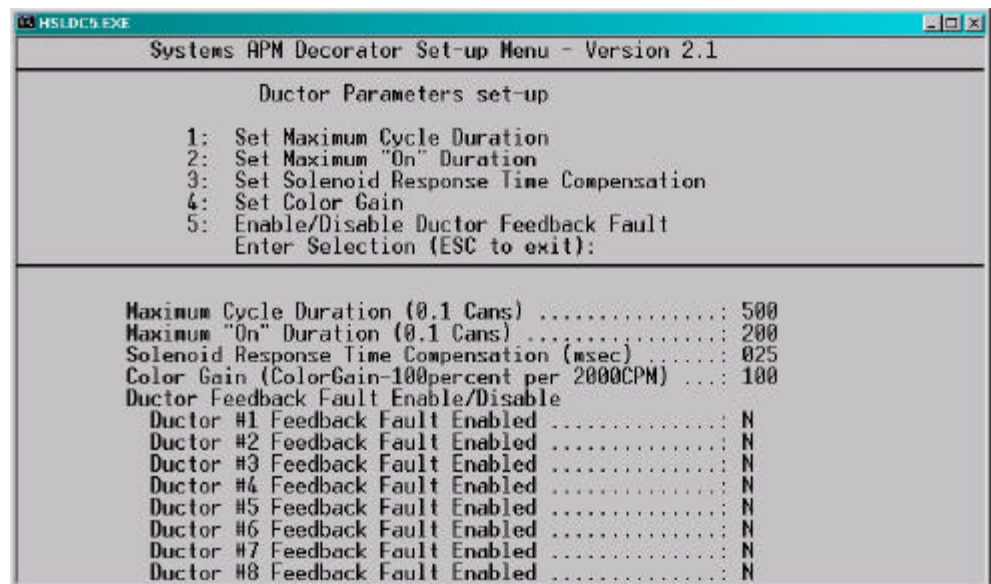 HSLDC5.EXE
Systems APM Decorator Set-up Menu - Version 2.1
Ductor Parameters set-up
1: Set Maximum Cycle Duration
2: Set Maximum "On" Duration
3: Set Solenoid Response Time Compensation
4: Set Color Gain
5: Enable/Disable Ductor Feedback Fault
Enter Selection (ESC to exit):
Maximum Cycle Duration (0.1 Cans) ...............: 500
Maximum "On" Duration (0.1 Cans) ................: 200
Solenoid Response Time Compensation (msec) ......: 025
Color Gain (ColorGain-100percent per 2000CPM) ...: 100
Ductor Feedback Fault Enable/Disable
Ductor #1 Feedback Fault Enabled ..............: N
Ductor #2 Feedback Fault Enabled ..............: N
Ductor #3 Feedback Fault Enabled ..............: N
Ductor #4 Feedback Fault Enabled ..............: N
Ductor #5 Feedback Fault Enabled ..............: N
Ductor #6 Feedback Fault Enabled ..............: N
Ductor #7 Feedback Fault Enabled ..............: N
Ductor #8 Feedback Fault Enabled ..............: N